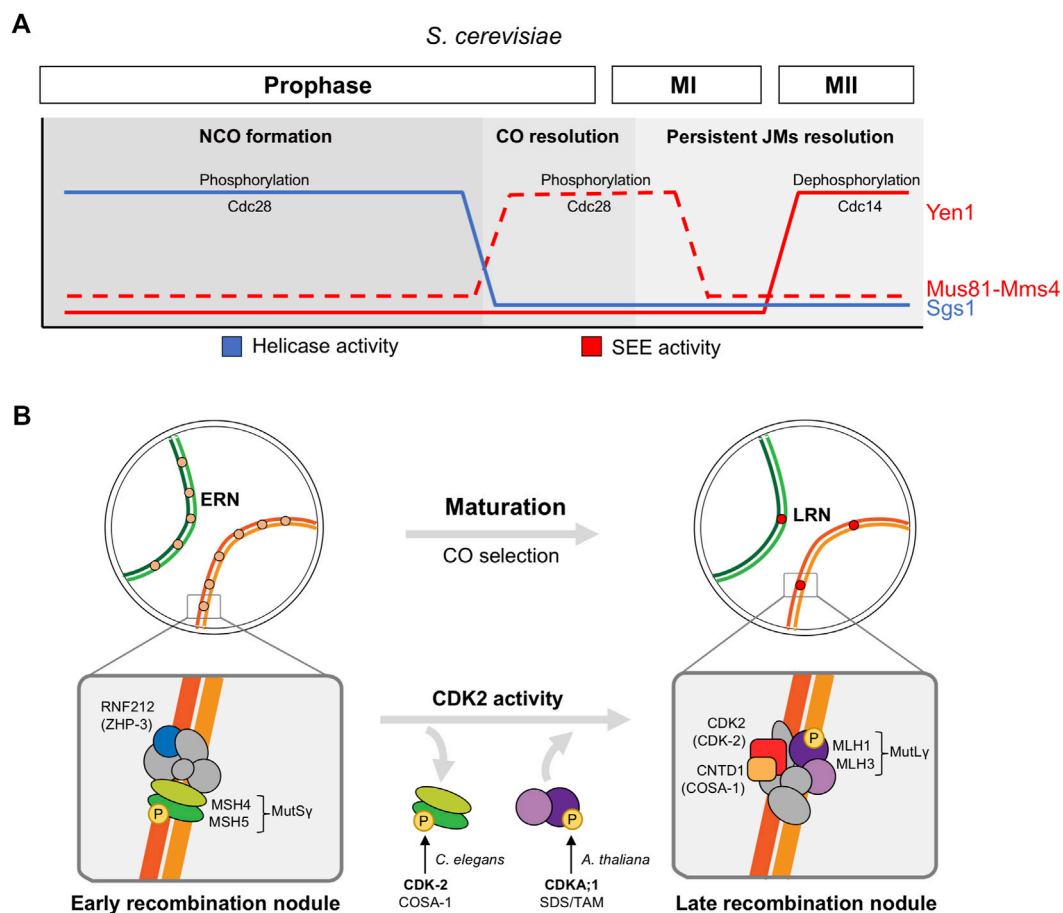 A
S. cerevisiae
Prophase
MI
MII
NCO formation
CO resolution
Persistent JMs resolution
Phosphorylation
Cdc28
Phosphorylation
Cdc28
Dephosphorylation
Cdc14
Yen1
Mus81-Mms4
Sgs1
Helicase activity
SEE activity
B
ERN
Maturation
CO selection
LRN
RNF212
(ZHP-3)
MSH4
MSH5
MutSγ
P
CDK2 activity
P
C. elegans
CDK-2
COSA-1
P
A. thaliana
CDKA;1
SDS/TAM
CDK2
(CDK-2)
CNTD1
(COSA-1)
P
MLH1
MLH3
MutLγ
Early recombination nodule
Late recombination nodule